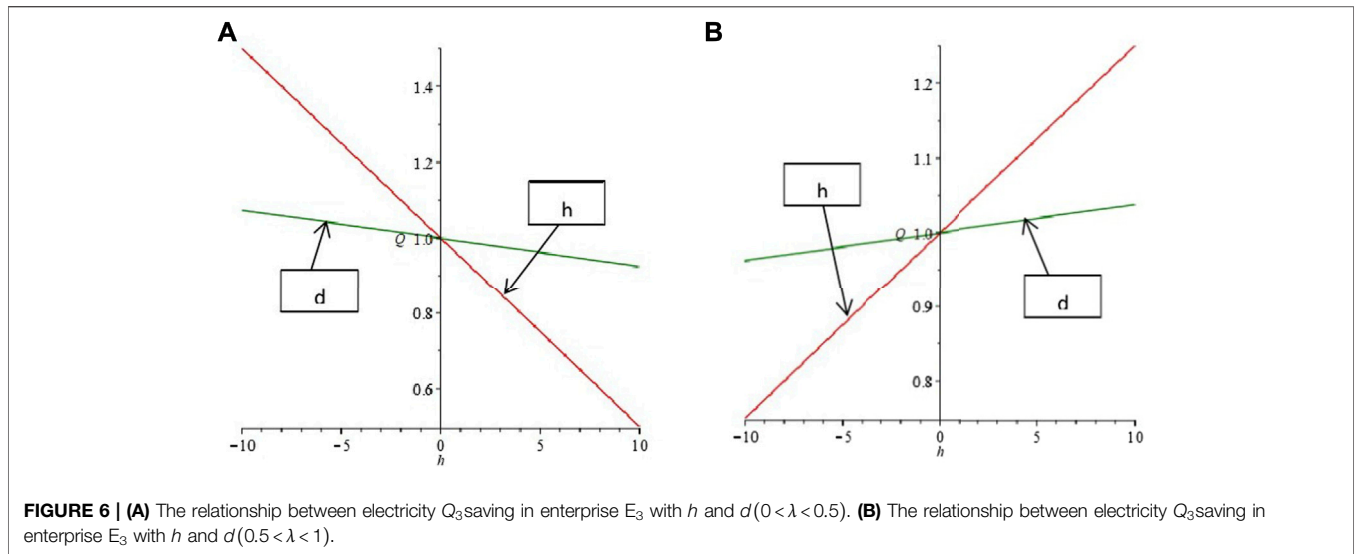 A
1.4
1.2
h
Q 1.0
d
0.8
0.6
−10 −5 0 5 10
h
B
1.2
1.1
h
Q 1.0
d
0.9
0.8
−10 −5 0 5 10
h
FIGURE 6 | (A) The relationship between electricity Q₃saving in enterprise E₃ with h and d(0<λ<0.5). (B) The relationship between electricity Q₃saving in
enterprise E₃ with h and d(0.5<λ<1).